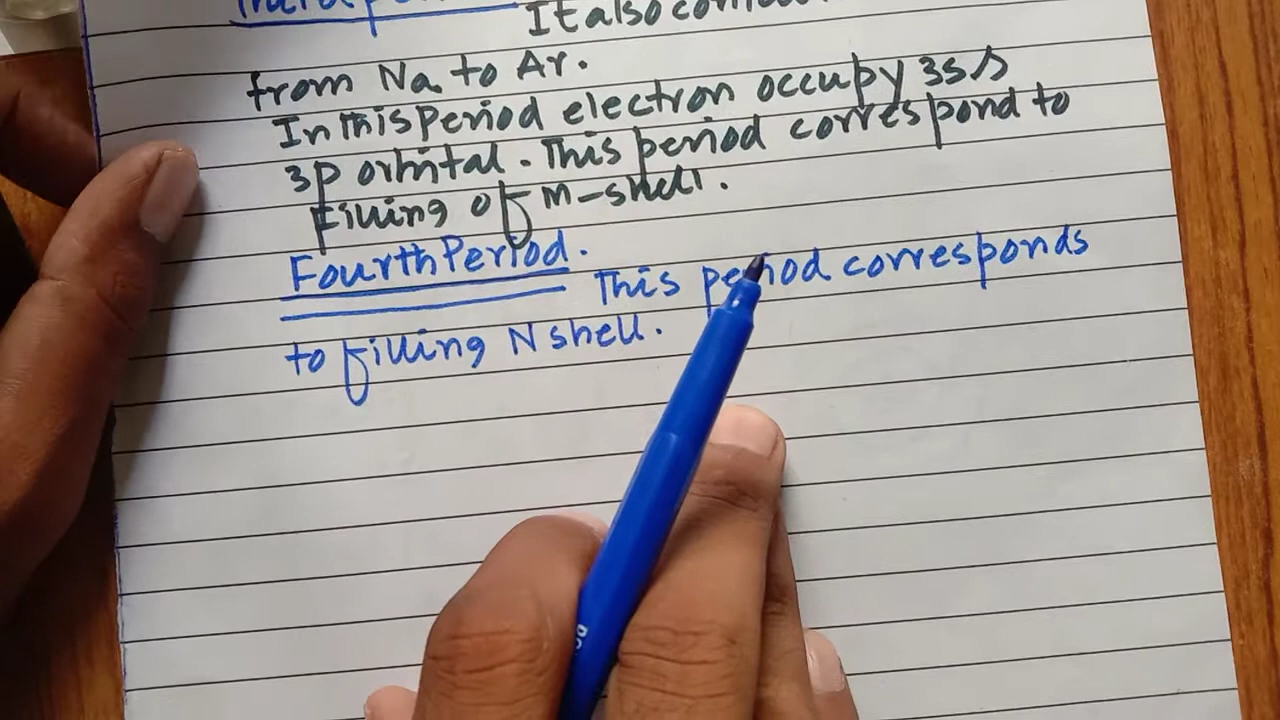 It also
from Na to Ar.
In this period electron occupy 3s &
3p orbital. This period correspond to
Filling of M-shell.
Fourth Period. This period corresponds
to filling N shell.